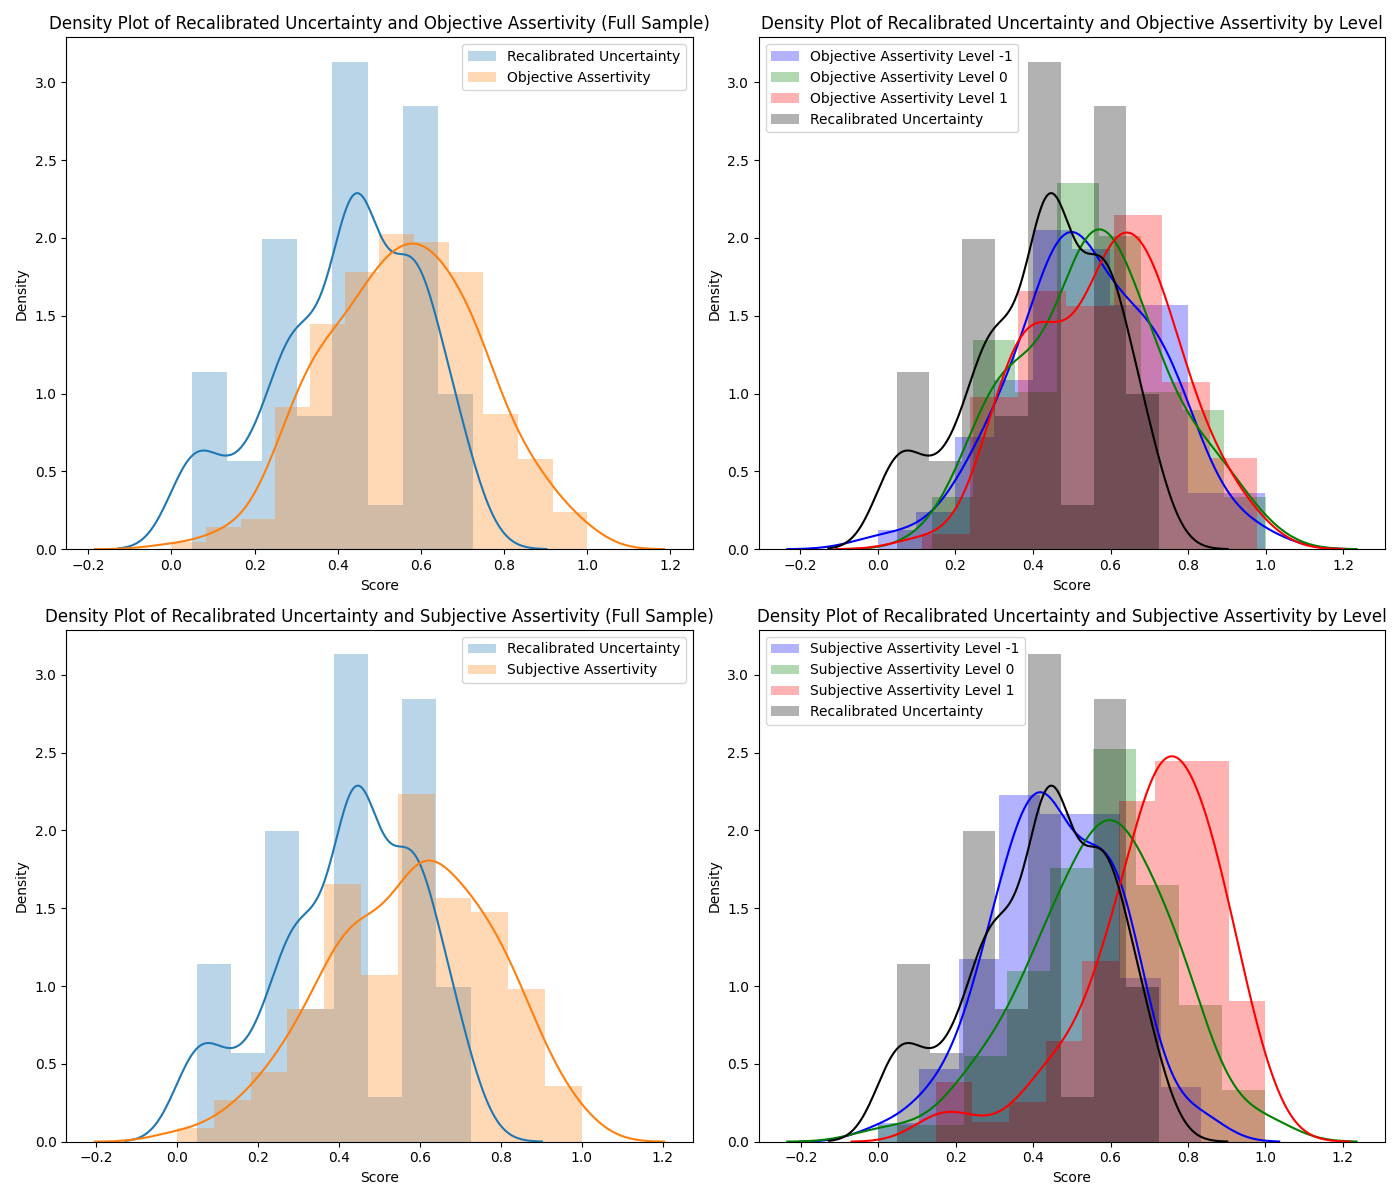 Density Plot of Recalibrated Uncertainty and Objective Assertivity (Full Sample)
Recalibrated Uncertainty
Objective Assertivity
Density
3.0
2.5
2.0
1.5
1.0
0.5
0.0
−0.2 0.0 0.2 0.4 0.6 0.8 1.0 1.2
Score
Density Plot of Recalibrated Uncertainty and Objective Assertivity by Level
Objective Assertivity Level -1
Objective Assertivity Level 0
Objective Assertivity Level 1
Recalibrated Uncertainty
Density
3.0
2.5
2.0
1.5
1.0
0.5
0.0
−0.2 0.0 0.2 0.4 0.6 0.8 1.0 1.2
Score
Density Plot of Recalibrated Uncertainty and Subjective Assertivity (Full Sample)
Recalibrated Uncertainty
Subjective Assertivity
Density
3.0
2.5
2.0
1.5
1.0
0.5
0.0
−0.2 0.0 0.2 0.4 0.6 0.8 1.0 1.2
Score
Density Plot of Recalibrated Uncertainty and Subjective Assertivity by Level
Subjective Assertivity Level -1
Subjective Assertivity Level 0
Subjective Assertivity Level 1
Recalibrated Uncertainty
Density
3.0
2.5
2.0
1.5
1.0
0.5
0.0
−0.2 0.0 0.2 0.4 0.6 0.8 1.0 1.2
Score